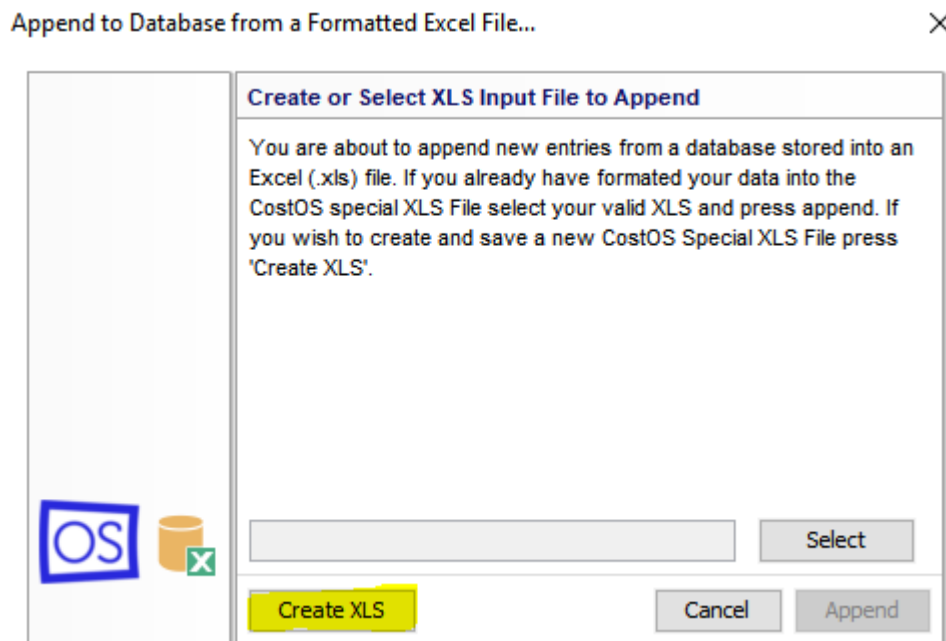 Append to Database from a Formatted Excel File...
Create or Select XLS Input File to Append
You are about to append new entries from a database stored into an
Excel (.xls) file. If you already have formated your data into the
CostOS special XLS File select your valid XLS and press append. If
you wish to create and save a new CostOS Special XLS File press
'Create XLS'.
OS
X
Select
Create XLS
Cancel
Append